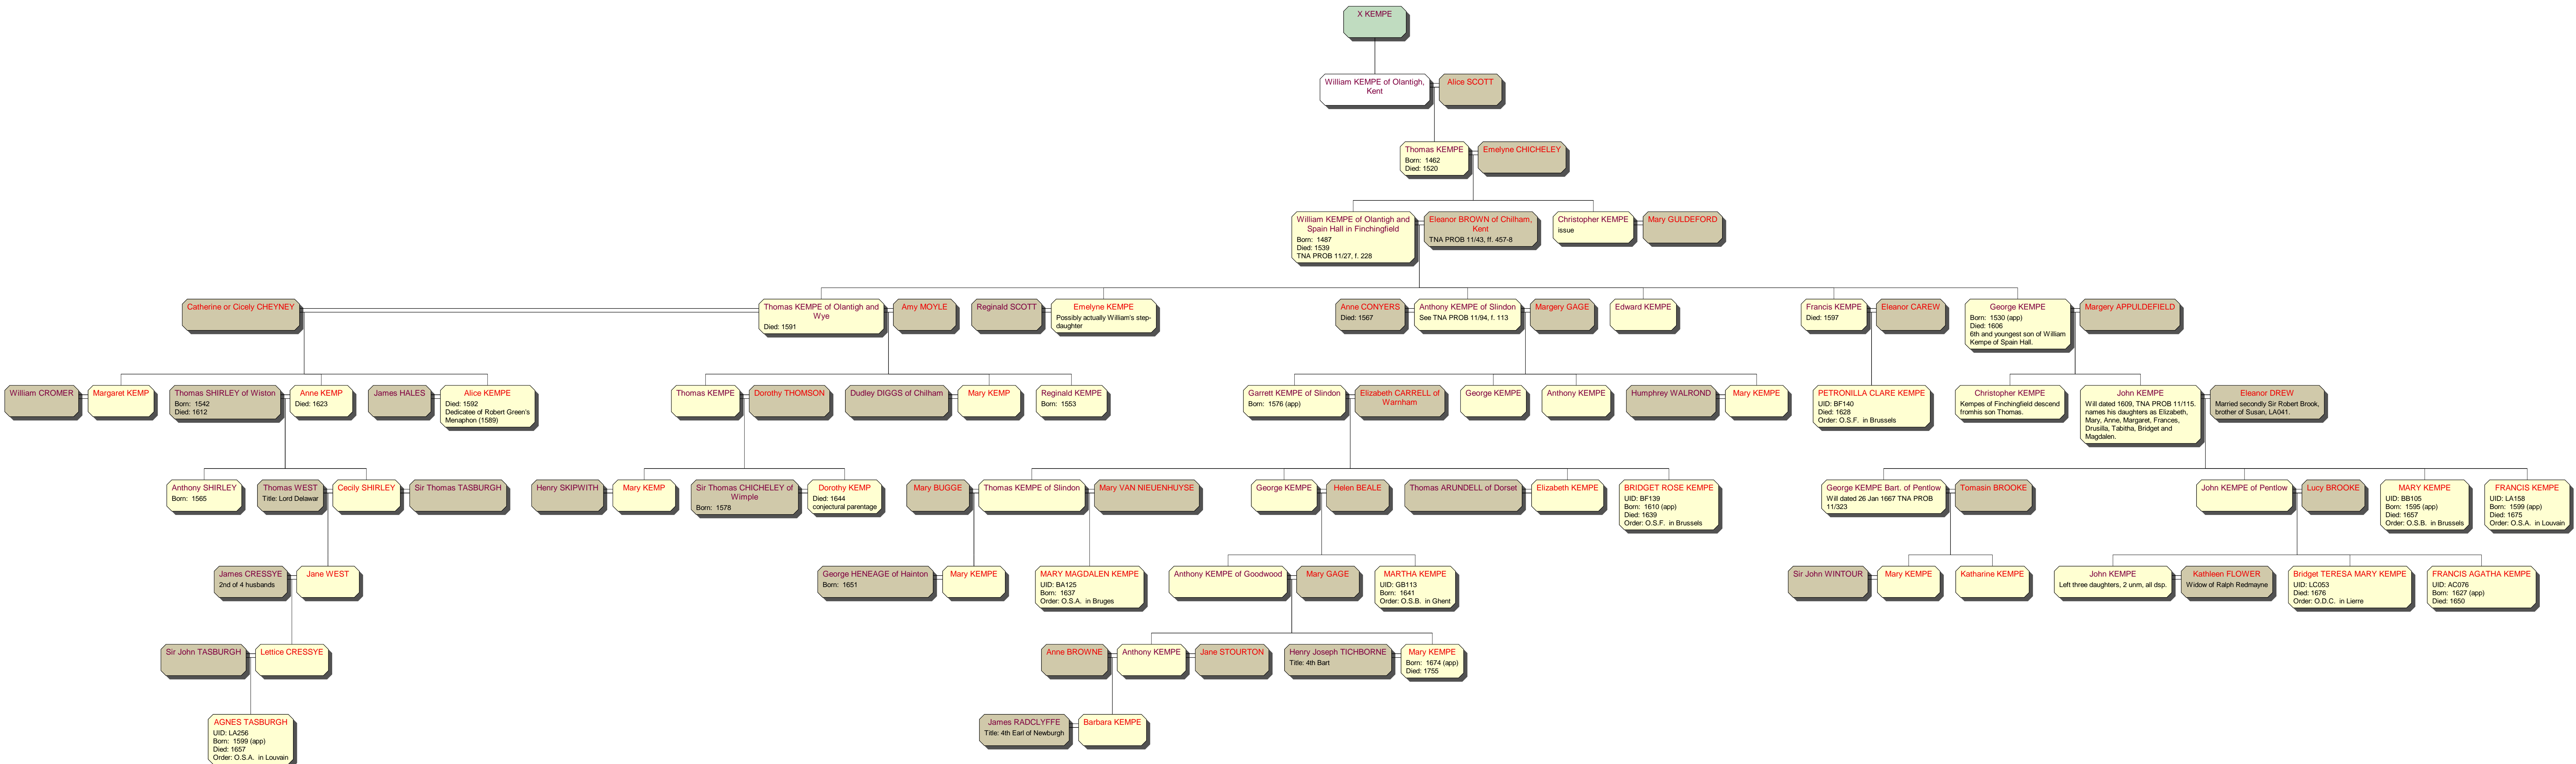 X KEMPE
William KEMPE of Olantigh,
Kent
Alice SCOTT
Thomas KEMPE
Born: 1462
Died: 1520
Emelyne CHICHELEY
William KEMPE of Olantigh and
Spain Hall in Finchingfield
Born: 1487
Died: 1539
TNA PROB 11/27, f. 228
Eleanor BROWN of Chilham,
Kent
TNA PROB 11/43, ff. 457-8
Christopher KEMPE
issue
Mary GULDEFORD
Catherine or Cicely CHEYNEY
Thomas KEMPE of Olantigh and
Wye
Died: 1591
Amy MOYLE
Reginald SCOTT
Emelyne KEMPE
Possibly actually William's step-
daughter
Anne CONYERS
Died: 1567
Anthony KEMPE of Slindon
See TNA PROB 11/94, f. 113
Margery GAGE
Edward KEMPE
Francis KEMPE
Died: 1597
Eleanor CAREW
George KEMPE
Born: 1530 (app)
Died: 1606
6th and youngest son of William
Kempe of Spain Hall.
Margery APPULDEFIELD
William CROMER
Margaret KEMP
Thomas SHIRLEY of Wiston
Born: 1542
Died: 1612
Anne KEMP
Died: 1623
James HALES
Alice KEMPE
Died: 1592
Dedicatee of Robert Green's
Menaphon (1589)
Thomas KEMPE
Dorothy THOMSON
Dudley DIGGS of Chilham
Mary KEMP
Reginald KEMPE
Born: 1553
Garrett KEMPE of Slindon
Born: 1576 (app)
Elizabeth CARRELL of
Warnham
George KEMPE
Anthony KEMPE
Humphrey WALROND
Mary KEMPE
PETRONILLA CLARE KEMPE
UID: BF140
Died: 1628
Order: O.S.F. in Brussels
Christopher KEMPE
Kempes of Finchingfield descend
fromhis son Thomas.
John KEMPE
Will dated 1609, TNA PROB 11/115.
names his daughters as Elizabeth,
Mary, Anne, Margaret, Frances,
Drusilla, Tabitha, Bridget and
Magdalen.
Eleanor DREW
Married secondly Sir Robert Brook,
brother of Susan, LA041.
Anthony SHIRLEY
Born: 1565
Thomas WEST
Title: Lord Delawar
Cecily SHIRLEY
Sir Thomas TASBURGH
Henry SKIPWITH
Mary KEMP
Sir Thomas CHICHELEY of
Wimple
Born: 1578
Dorothy KEMP
Died: 1644
conjectural parentage
Mary BUGGE
Thomas KEMPE of Slindon
Mary VAN NIEUENHUYSE
George KEMPE
Helen BEALE
Thomas ARUNDELL of Dorset
Elizabeth KEMPE
BRIDGET ROSE KEMPE
UID: BF139
Born: 1610 (app)
Died: 1639
Order: O.S.F. in Brussels
George KEMPE Bart. of Pentlow
Will dated 26 Jan 1667 TNA PROB
11/323
Tomasin BROOKE
John KEMPE of Pentlow
Lucy BROOKE
MARY KEMPE
UID: BB105
Born: 1595 (app)
Died: 1657
Order: O.S.B. in Brussels
FRANCIS KEMPE
UID: LA158
Born: 1599 (app)
Died: 1675
Order: O.S.A. in Louvain
James CRESSYE
2nd of 4 husbands
Jane WEST
George HENEAGE of Hainton
Born: 1651
Mary KEMPE
MARY MAGDALEN KEMPE
UID: BA125
Born: 1637
Order: O.S.A. in Bruges
Anthony KEMPE of Goodwood
Mary GAGE
MARTHA KEMPE
UID: GB113
Born: 1641
Order: O.S.B. in Ghent
Sir John WINTOUR
Mary KEMPE
Katharine KEMPE
John KEMPE
Left three daughters, 2 unm, all dsp.
Kathleen FLOWER
Widow of Ralph Redmayne
Bridget TERESA MARY KEMPE
UID: LC053
Died: 1676
Order: O.D.C. in Lierre
FRANCIS AGATHA KEMPE
UID: AC076
Born: 1627 (app)
Died: 1650
Sir John TASBURGH
Lettice CRESSYE
Anne BROWNE
Anthony KEMPE
Jane STOURTON
Henry Joseph TICHBORNE
Title: 4th Bart
Mary KEMPE
Born: 1674 (app)
Died: 1755
AGNES TASBURGH
UID: LA256
Born: 1599 (app)
Died: 1657
Order: O.S.A. in Louvain
James RADCLYFFE
Title: 4th Earl of Newburgh
Barbara KEMPE